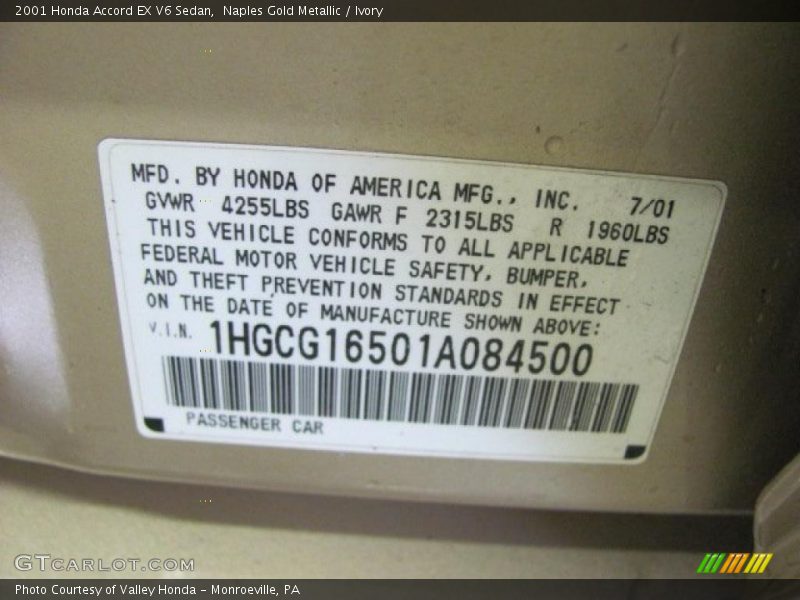 2001 Honda Accord EX V6 Sedan,  Naples Gold Metallic / Ivory
MFD. BY HONDA OF AMERICA MFG., INC. 7/01
GVWR 4255LBS GAWR F 2315LBS R 1960LBS
THIS VEHICLE CONFORMS TO ALL APPLICABLE
FEDERAL MOTOR VEHICLE SAFETY, BUMPER,
AND THEFT PREVENTION STANDARDS IN EFFECT
ON THE DATE OF MANUFACTURE SHOWN ABOVE:
V.I.N. 1HGCG16501A084500
PASSENGER CAR
GTCARLOT.COM
Photo Courtesy of Valley Honda – Monroeville, PA